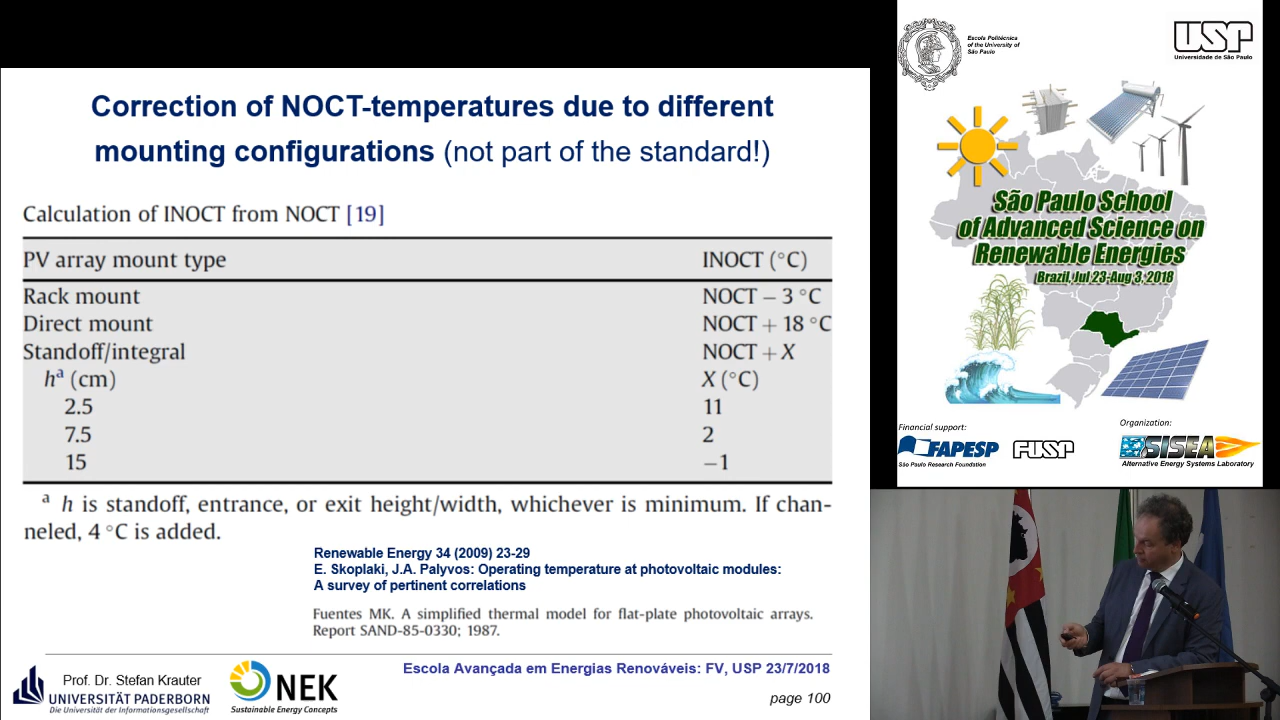 Correction of NOCT-temperatures due to different
mounting configurations (not part of the standard!)
Calculation of INOCT from NOCT [19]
PV array mount type INOCT (°C)
Rack mount NOCT − 3 °C
Direct mount NOCT + 18 °C
Standoff/integral NOCT + X
hª (cm) X (°C)
2.5 11
7.5 2
15 −1
ª h is standoff, entrance, or exit height/width, whichever is minimum. If chan-
neled, 4 °C is added.
Renewable Energy 34 (2009) 23-29
E. Skoplaki, J.A. Palyvos: Operating temperature at photovoltaic modules:
A survey of pertinent correlations
Fuentes MK. A simplified thermal model for flat-plate photovoltaic arrays.
Report SAND-85-0330; 1987.
Prof. Dr. Stefan Krauter
UNIVERSITÄT PADERBORN
Die Universität der Informationsgesellschaft
NEK
Sustainable Energy Concepts
Escola Avançada em Energias Renováveis: FV, USP 23/7/2018
page 100
Escola Politécnica
of the University of
São Paulo
USP
Universidade de São Paulo
São Paulo School
of Advanced Science on
Renewable Energies
Brazil, Jul 23-Aug 3, 2018
Financial support:
FAPESP
São Paulo Research Foundation
FUSP
Organization:
SISEA
Alternative Energy Systems Laboratory